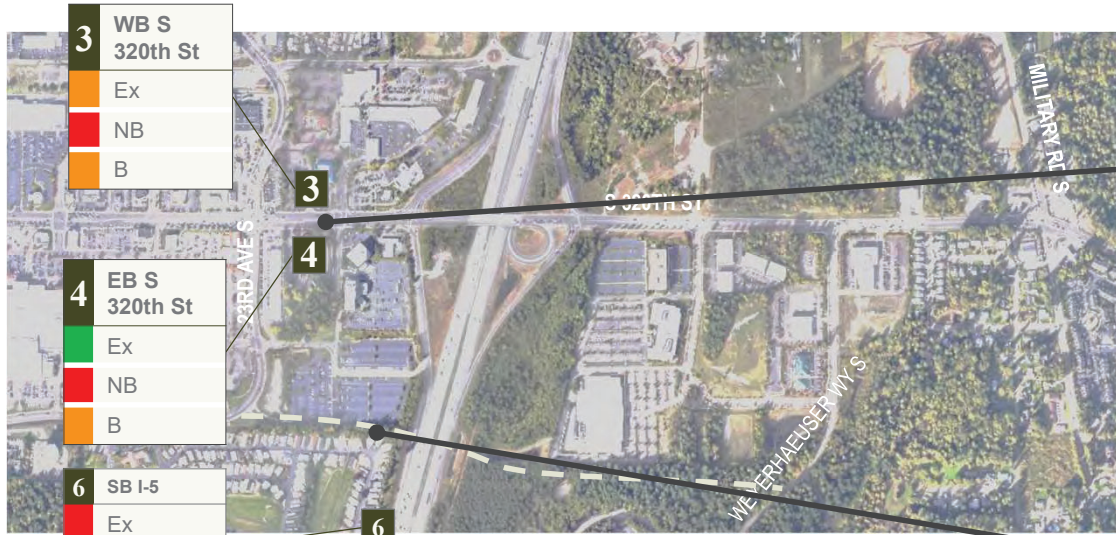 3
WB S
320th St
Ex
NB
B
3
4
S 320TH ST
MILITARY RD S
23RD AVE S
4
EB S
320th St
Ex
NB
B
WEYERHAEUSER WY S
6
SB I-5
Ex
6